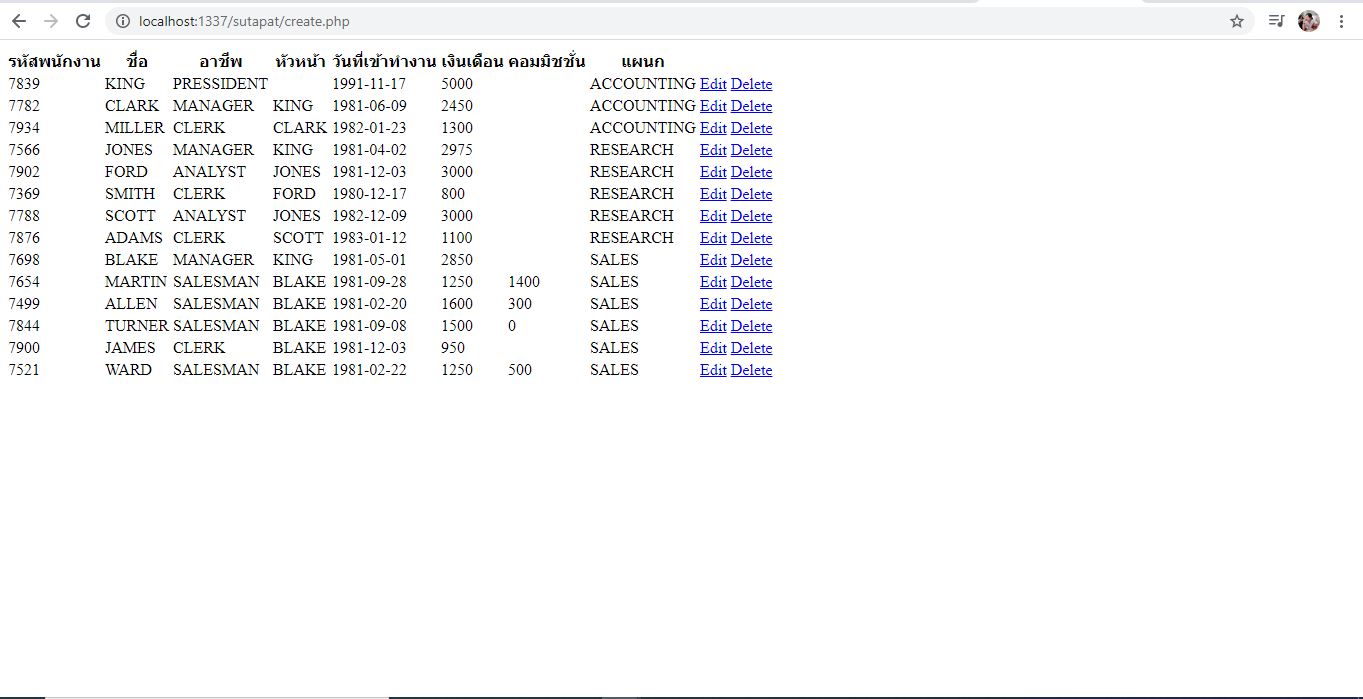 localhost:1337/sutapat/create.php
รหัสพนักงาน ชื่อ อาชีพ หัวหน้า วันที่เข้าทำงาน เงินเดือน คอมมิชชั่น แผนก
7839 KING PRESSIDENT 1991-11-17 5000 ACCOUNTING Edit Delete
7782 CLARK MANAGER KING 1981-06-09 2450 ACCOUNTING Edit Delete
7934 MILLER CLERK CLARK 1982-01-23 1300 ACCOUNTING Edit Delete
7566 JONES MANAGER KING 1981-04-02 2975 RESEARCH Edit Delete
7902 FORD ANALYST JONES 1981-12-03 3000 RESEARCH Edit Delete
7369 SMITH CLERK FORD 1980-12-17 800 RESEARCH Edit Delete
7788 SCOTT ANALYST JONES 1982-12-09 3000 RESEARCH Edit Delete
7876 ADAMS CLERK SCOTT 1983-01-12 1100 RESEARCH Edit Delete
7698 BLAKE MANAGER KING 1981-05-01 2850 SALES Edit Delete
7654 MARTIN SALESMAN BLAKE 1981-09-28 1250 1400 SALES Edit Delete
7499 ALLEN SALESMAN BLAKE 1981-02-20 1600 300 SALES Edit Delete
7844 TURNER SALESMAN BLAKE 1981-09-08 1500 0 SALES Edit Delete
7900 JAMES CLERK BLAKE 1981-12-03 950 SALES Edit Delete
7521 WARD SALESMAN BLAKE 1981-02-22 1250 500 SALES Edit Delete